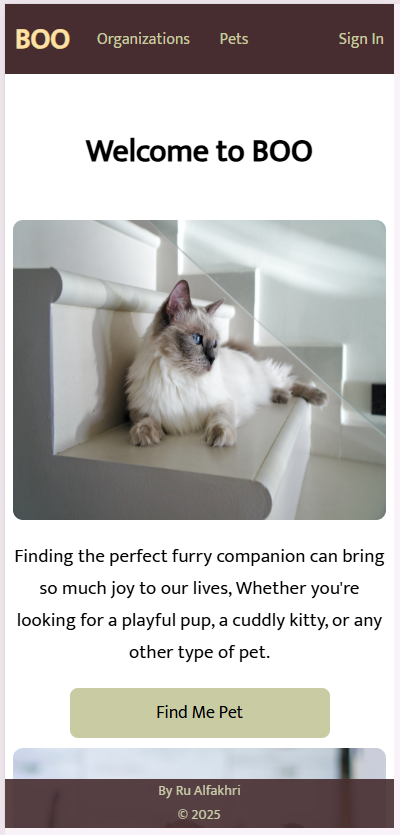 BOO Organizations Pets Sign In
Welcome to BOO
Finding the perfect furry companion can bring
so much joy to our lives, Whether you're
looking for a playful pup, a cuddly kitty, or any
other type of pet.
Find Me Pet
By Ru Alfakhri
© 2025